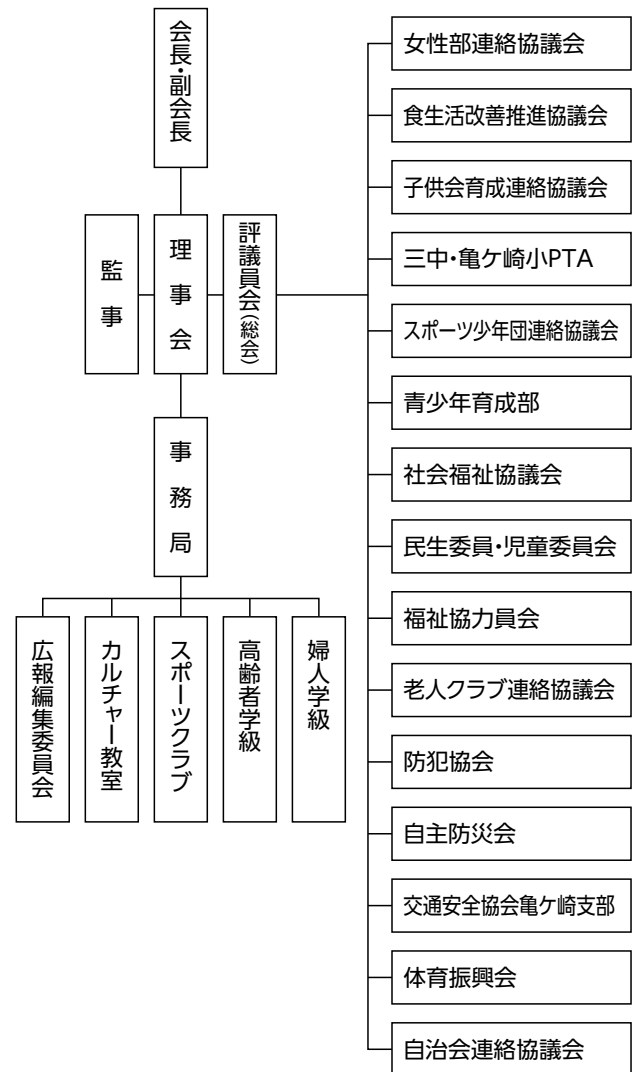 会長・副会長
監事
理事会
評議員会(総会)
事務局
広報編集委員会
カルチャー教室
スポーツクラブ
高齢者学級
婦人学級
女性部連絡協議会
食生活改善推進協議会
子供会育成連絡協議会
三中・亀ケ崎小PTA
スポーツ少年団連絡協議会
青少年育成部
社会福祉協議会
民生委員・児童委員会
福祉協力員会
老人クラブ連絡協議会
防犯協会
自主防災会
交通安全協会亀ケ崎支部
体育振興会
自治会連絡協議会